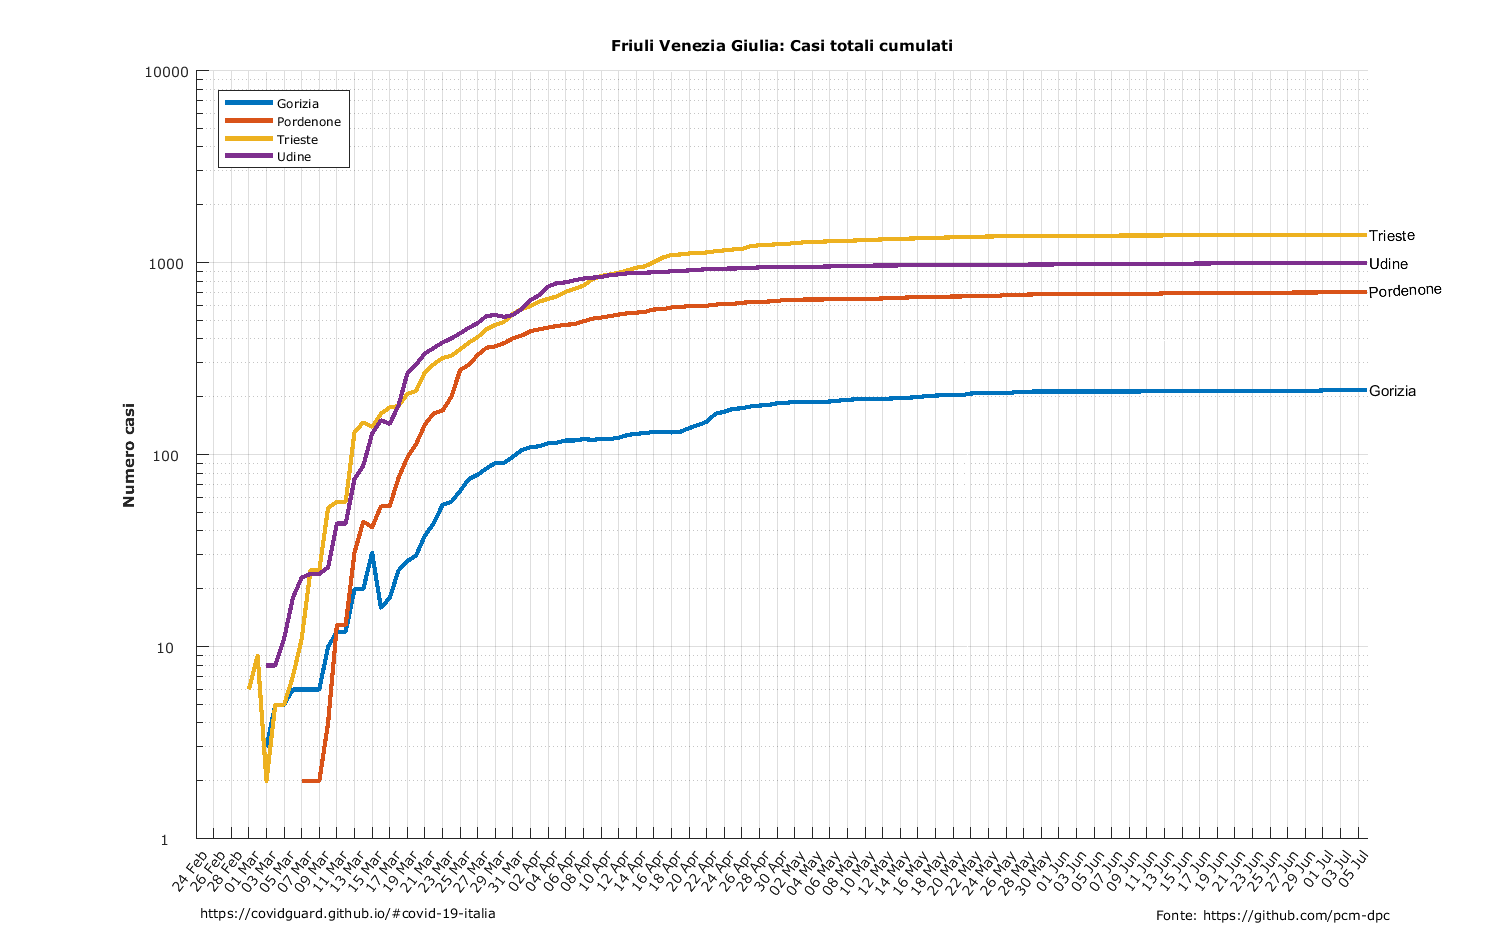 Friuli Venezia Giulia: Casi totali cumulati
10000
1000
100
10
1
Numero casi
Gorizia
Pordenone
Trieste
Udine
Trieste
Udine
Pordenone
Gorizia
24 Feb
26 Feb
28 Feb
01 Mar
03 Mar
05 Mar
07 Mar
09 Mar
11 Mar
13 Mar
15 Mar
17 Mar
19 Mar
21 Mar
23 Mar
25 Mar
27 Mar
29 Mar
31 Mar
02 Apr
04 Apr
06 Apr
08 Apr
10 Apr
12 Apr
14 Apr
16 Apr
18 Apr
20 Apr
22 Apr
24 Apr
26 Apr
28 Apr
30 Apr
02 May
04 May
06 May
08 May
10 May
12 May
14 May
16 May
18 May
20 May
22 May
24 May
26 May
28 May
30 May
01 Jun
03 Jun
05 Jun
07 Jun
09 Jun
11 Jun
13 Jun
15 Jun
17 Jun
19 Jun
21 Jun
23 Jun
25 Jun
27 Jun
29 Jun
01 Jul
03 Jul
05 Jul
https://covidguard.github.io/#covid-19-italia
Fonte: https://github.com/pcm-dpc